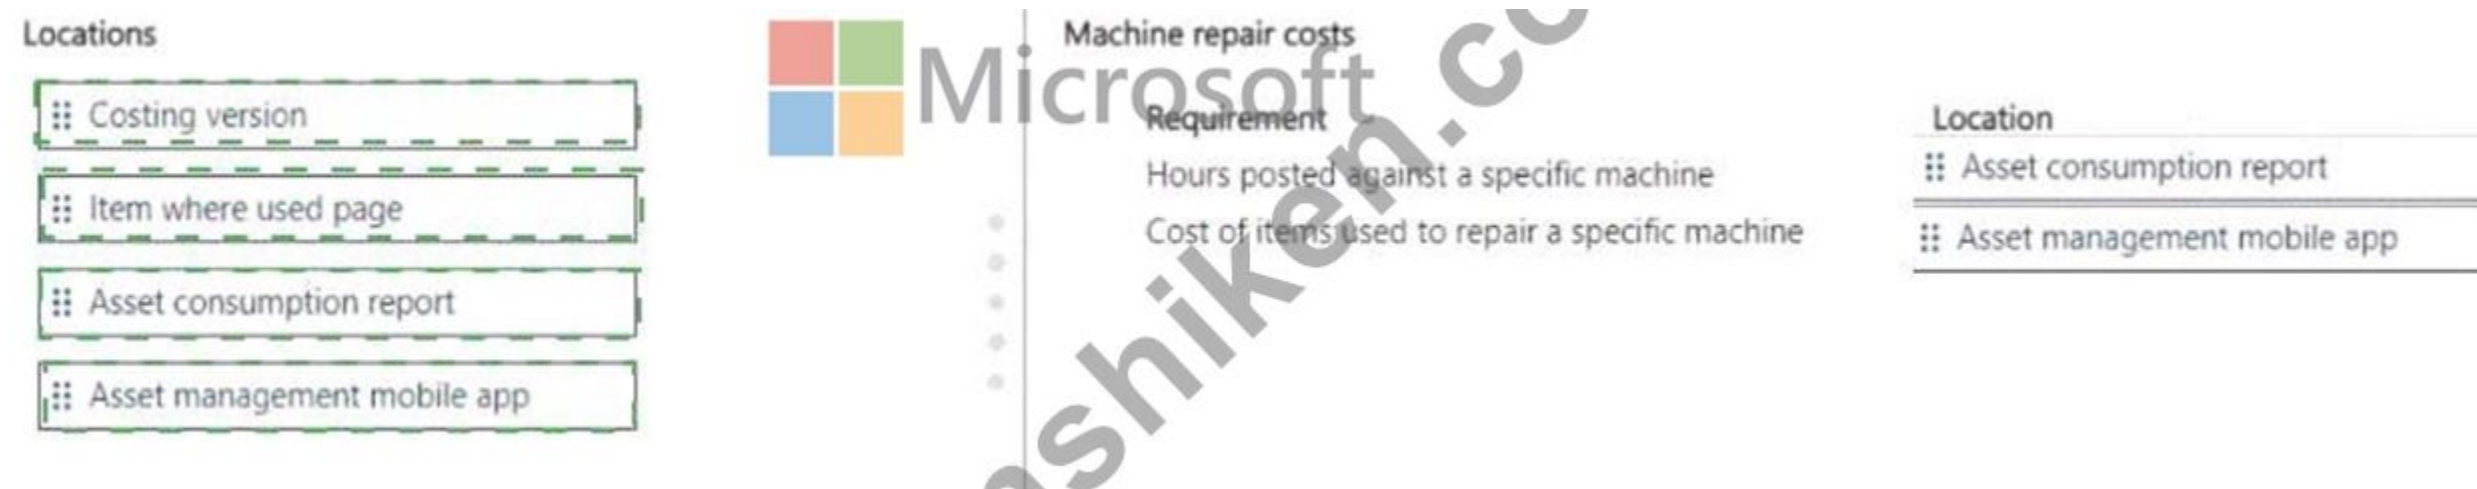 Locations
Costing version
Item where used page
Asset consumption report
Asset management mobile app
Microsoft
Machine repair costs
Requirement
Hours posted against a specific machine
Cost of items used to repair a specific machine
Location
Asset consumption report
Asset management mobile app
shiken.co